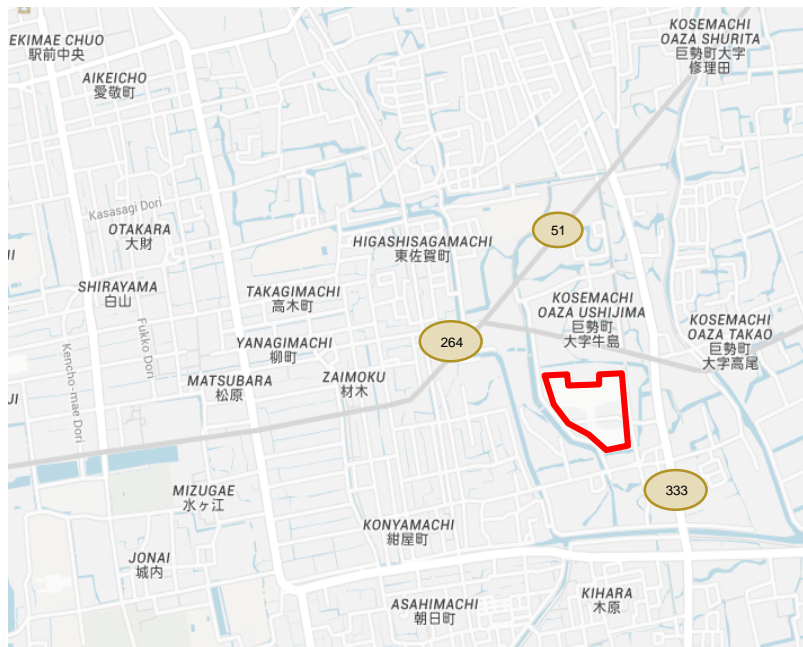 KOSEMACHI
OAZA SHURITA
巨勢町大字
修理田
EKIMAE CHUO
駅前中央
AIKEICHO
愛敬町
Kasasagi Dori
OTAKARA
大財
51
HIGASHISAGAMACHI
東佐賀町
JI
SHIRAYAMA
白山
TAKAGIMACHI
高木町
KOSEMACHI
OAZA USHIJIMA
巨勢町
大字牛島
KOSEMACHI
OAZA TAKAO
巨勢町
大字高尾
Fukko Dori
264
YANAGIMACHI
柳町
Kencho-mae Dori
MATSUBARA
松原
ZAIMOKU
材木
JI
333
MIZUGAE
水ヶ江
KONYAMACHI
紺屋町
JONAI
城内
ASAHIMACHI
朝日町
KIHARA
木原